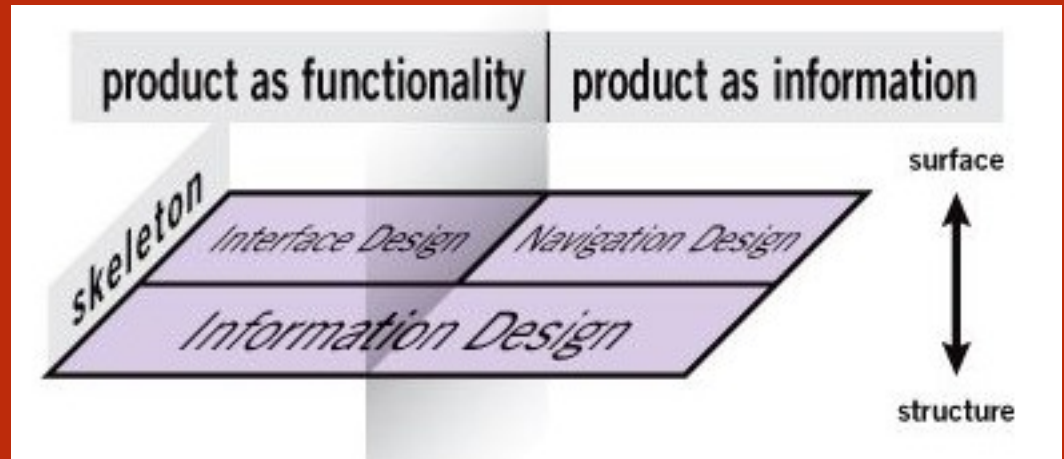 product as functionality
product as information
surface
skeleton
Interface Design
Navigation Design
Information Design
structure